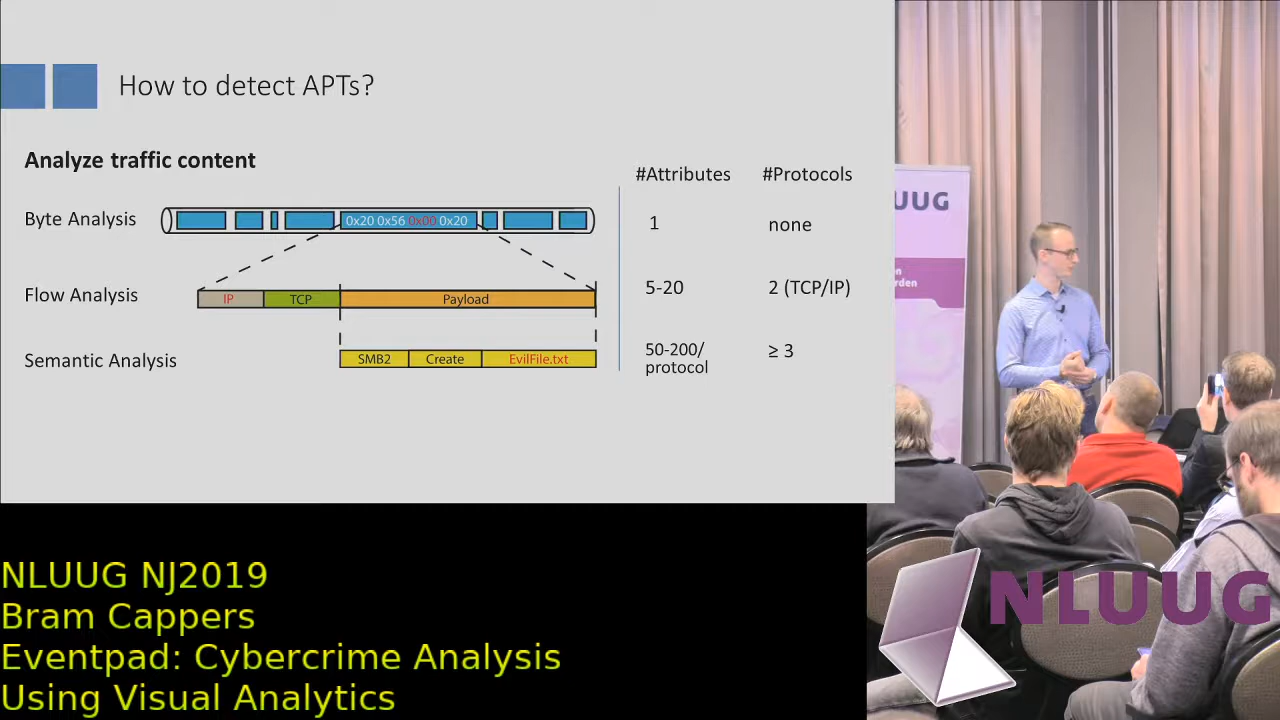 How to detect APTs?
Analyze traffic content
#Attributes #Protocols
Byte Analysis 0x20 0x56 0x00 0x20 1 none
Flow Analysis IP TCP Payload 5-20 2 (TCP/IP)
Semantic Analysis SMB2 Create EvilFile.txt 50-200/ ≥ 3
protocol
UUG
NLUUG NJ2019
Bram Cappers
Eventpad: Cybercrime Analysis
Using Visual Analytics
NLUUG